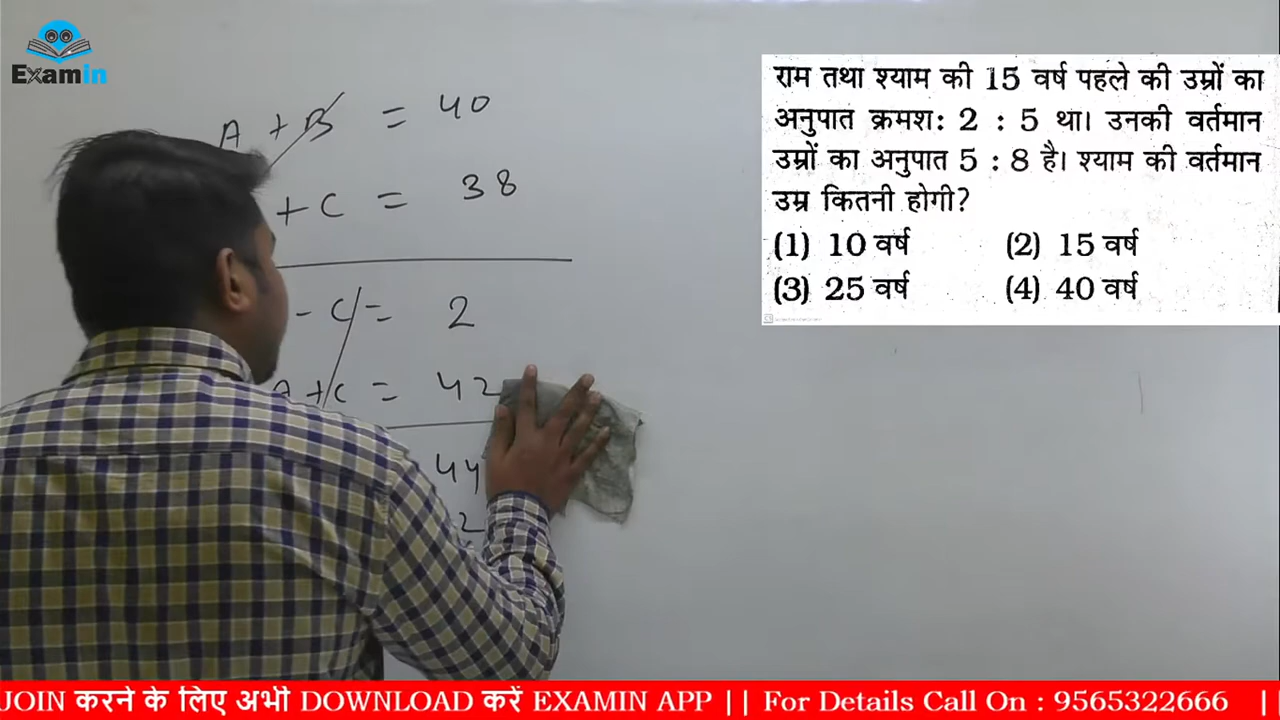 Examin
A + B = 40
+ C = 38
- C = 2
A + C = 42
44
2
राम तथा श्याम की 15 वर्ष पहले की उम्रों का
अनुपात क्रमश: 2 : 5 था। उनकी वर्तमान
उम्रों का अनुपात 5 : 8 है। श्याम की वर्तमान
उम्र कितनी होगी?
(1) 10 वर्ष (2) 15 वर्ष
(3) 25 वर्ष (4) 40 वर्ष
JOIN करने के लिए अभी DOWNLOAD करें EXAMIN APP || For Details Call On : 9565322666 ||